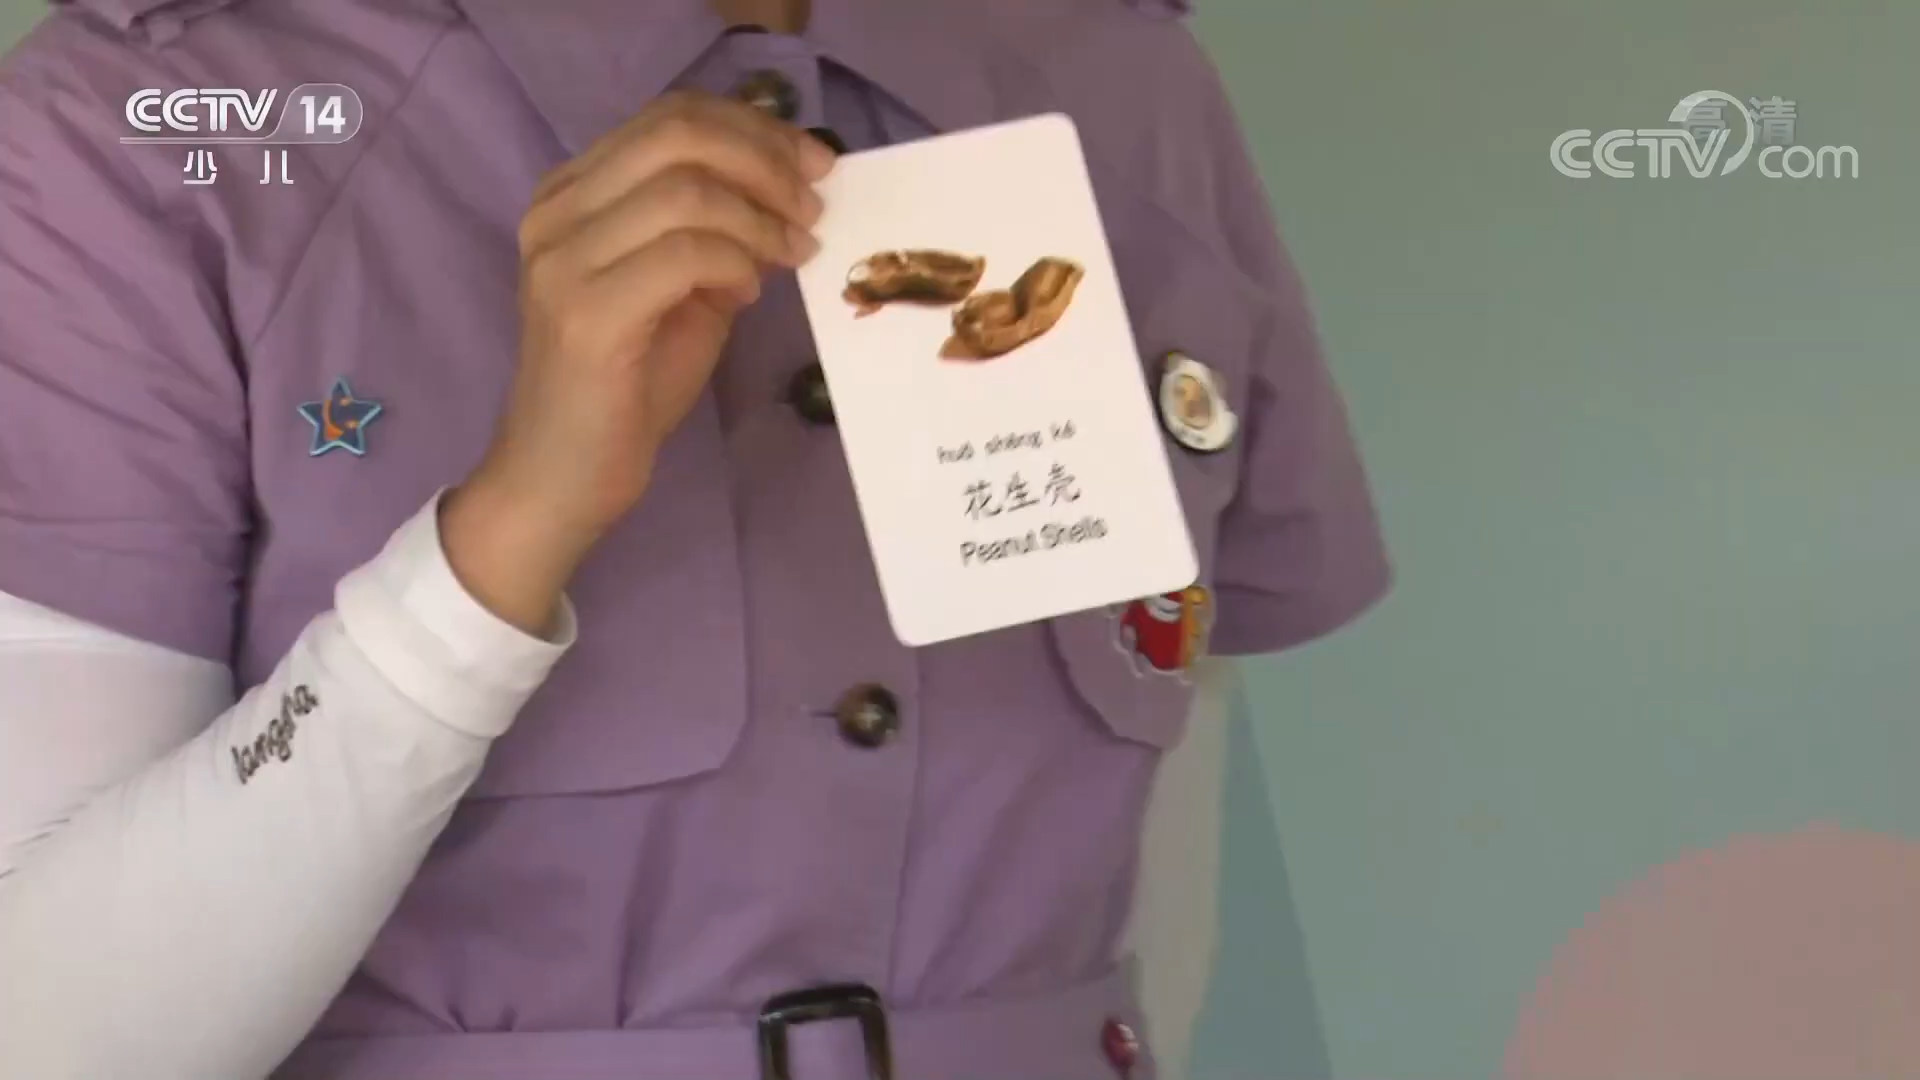 CCTV 14
少儿
高清
CCTV.com
huā shēng ké
花生壳
Peanut Shells